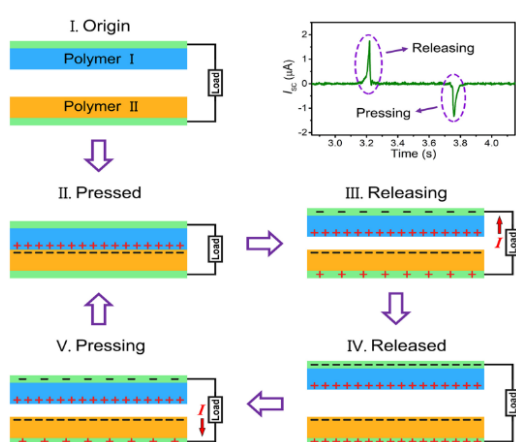 I. Origin
Polymer I
Polymer II
Load
2
1
0
-1
-2
I_SC (μA)
Releasing
Pressing
3.0 3.2 3.4 3.6 3.8 4.0
Time (s)
II. Pressed
Load
III. Releasing
I
Load
V. Pressing
I
Load
IV. Released
Load